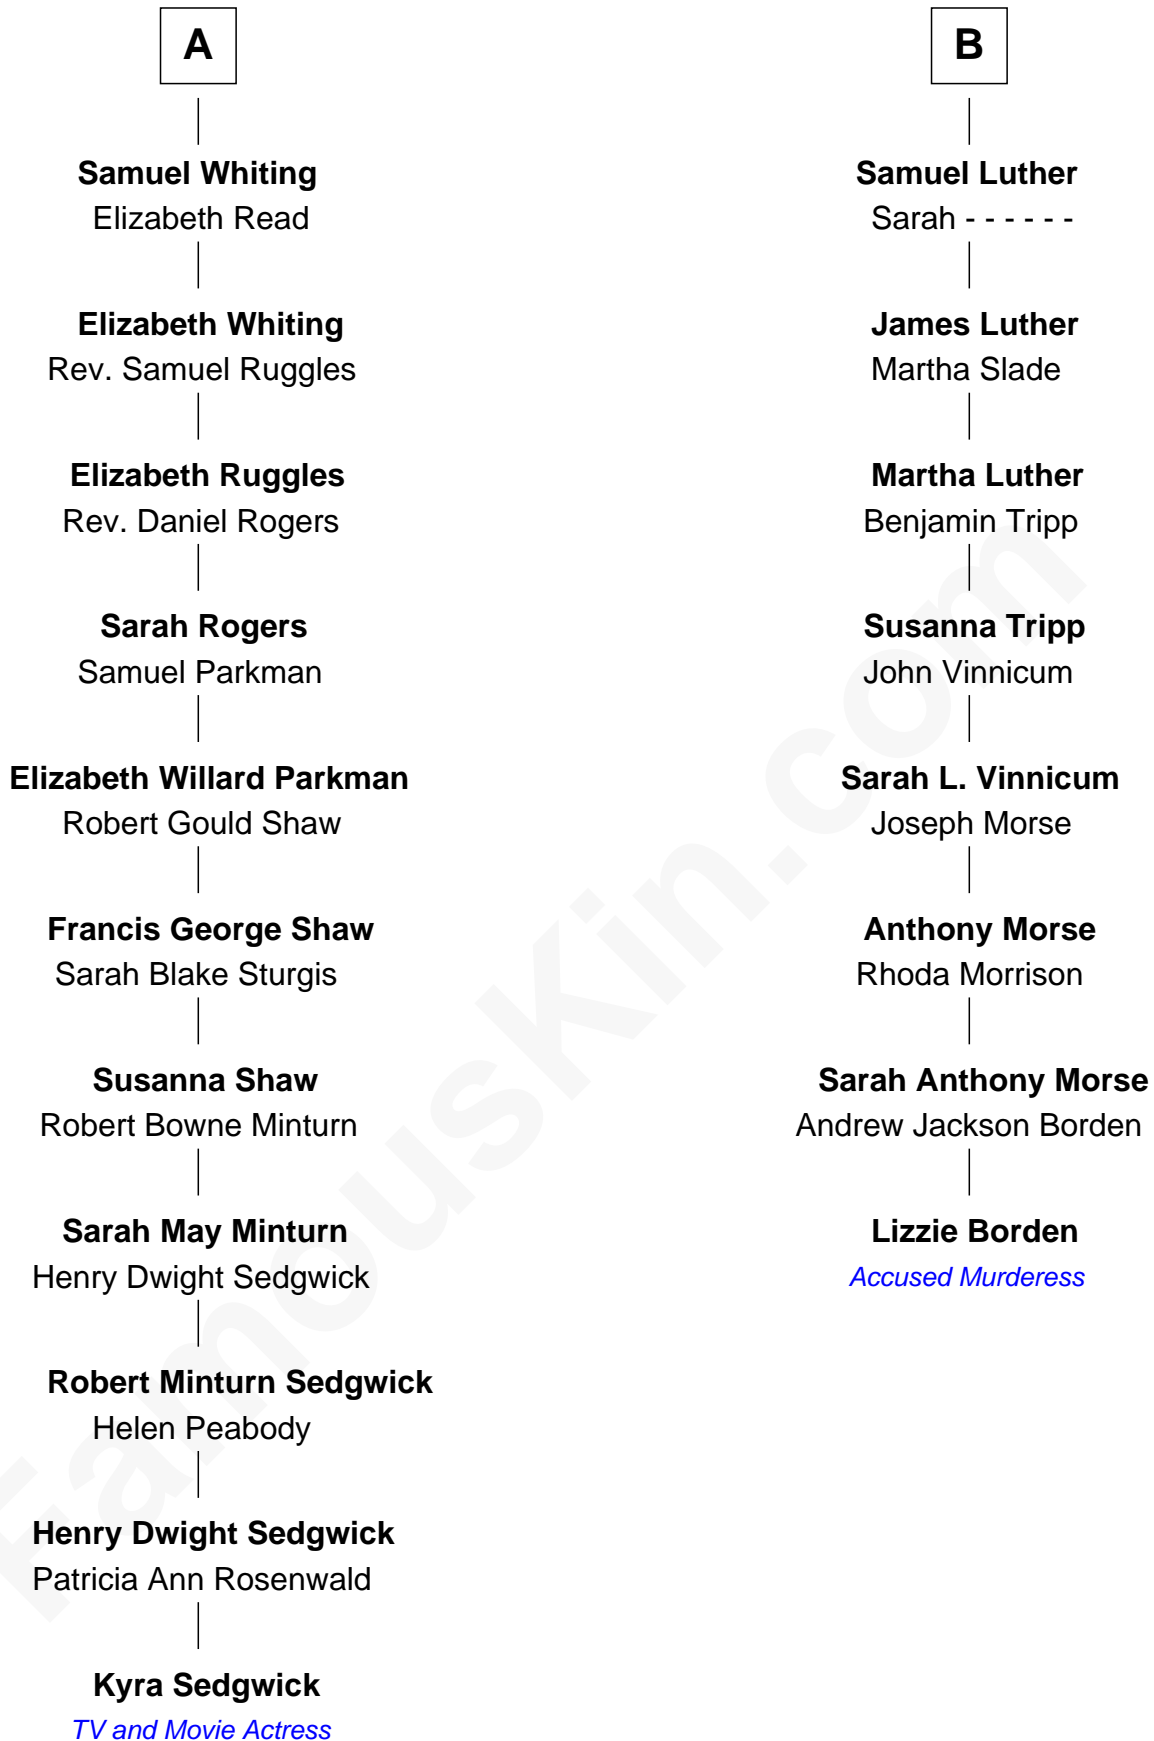 A
Samuel Whiting
Elizabeth Read
Elizabeth Whiting
Rev. Samuel Ruggles
Elizabeth Ruggles
Rev. Daniel Rogers
Sarah Rogers
Samuel Parkman
Elizabeth Willard Parkman
Robert Gould Shaw
Francis George Shaw
Sarah Blake Sturgis
Susanna Shaw
Robert Bowne Minturn
Sarah May Minturn
Henry Dwight Sedgwick
Robert Minturn Sedgwick
Helen Peabody
Henry Dwight Sedgwick
Patricia Ann Rosenwald
Kyra Sedgwick
TV and Movie Actress
B
Samuel Luther
Sarah - - - - - -
James Luther
Martha Slade
Martha Luther
Benjamin Tripp
Susanna Tripp
John Vinnicum
Sarah L. Vinnicum
Joseph Morse
Anthony Morse
Rhoda Morrison
Sarah Anthony Morse
Andrew Jackson Borden
Lizzie Borden
Accused Murderess
FamousKin.com